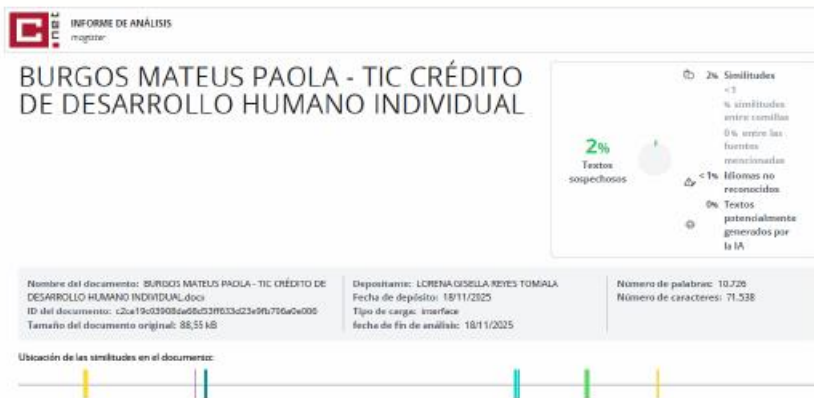 C.net
INFORME DE ANÁLISIS
magister
BURGOS MATEUS PAOLA - TIC CRÉDITO
DE DESARROLLO HUMANO INDIVIDUAL
2%
Textos
sospechosos
2% Similitudes
% similitudes
entre comillas
0% entre las
fuentes
mencionadas
< 1% Idiomas no
reconocidos
0% Textos
potencialmente
generados por
la IA
Nombre del documento: BURGOS MATEUS PAOLA - TIC CRÉDITO DE
DESARROLLO HUMANO INDIVIDUAL.docx
ID del documento:
Tamaño del documento original: 88,55 kB
Depositante: LORENA GISELLA REYES TOMALA
Fecha de depósito: 18/11/2025
Tipo de carga: interface
fecha de fin de análisis: 18/11/2025
Número de palabras: 10.726
Número de caracteres: 71.538
Ubicación de las similitudes en el documento: